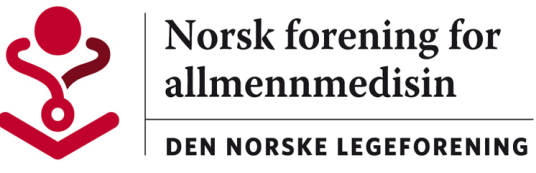 Norsk forening for
allmennmedisin
DEN NORSKE LEGEFORENING